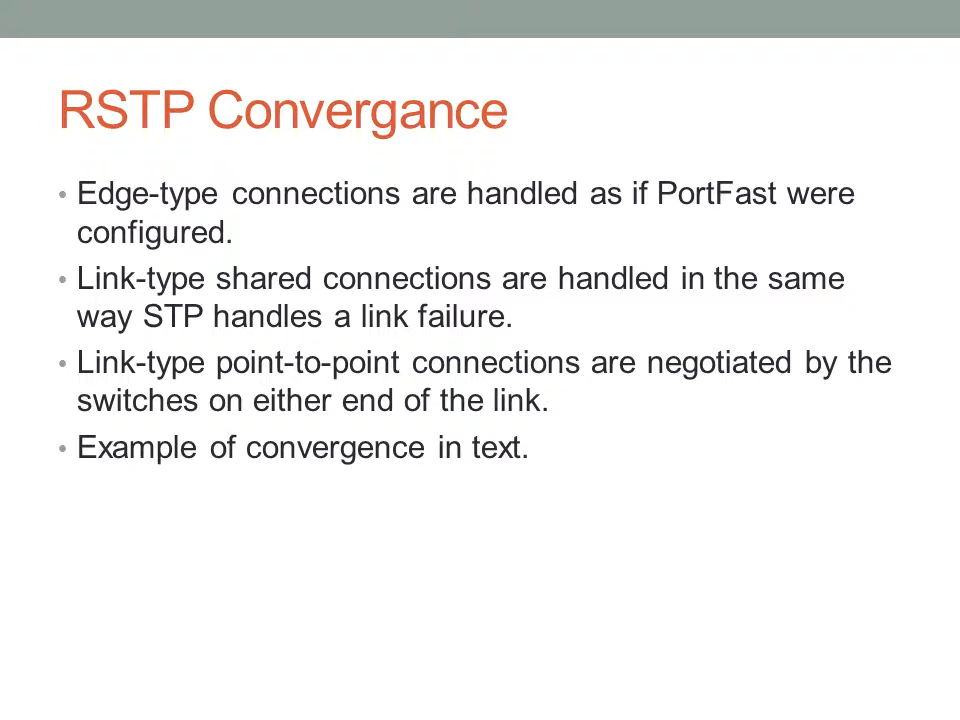 RSTP Convergance
• Edge-type connections are handled as if PortFast were
configured.
• Link-type shared connections are handled in the same
way STP handles a link failure.
• Link-type point-to-point connections are negotiated by the
switches on either end of the link.
• Example of convergence in text.